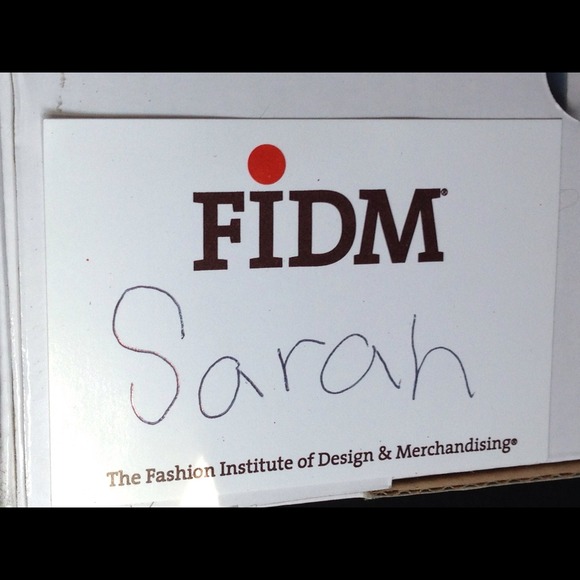 FiDM®
Sarah
The Fashion Institute of Design & Merchandising®